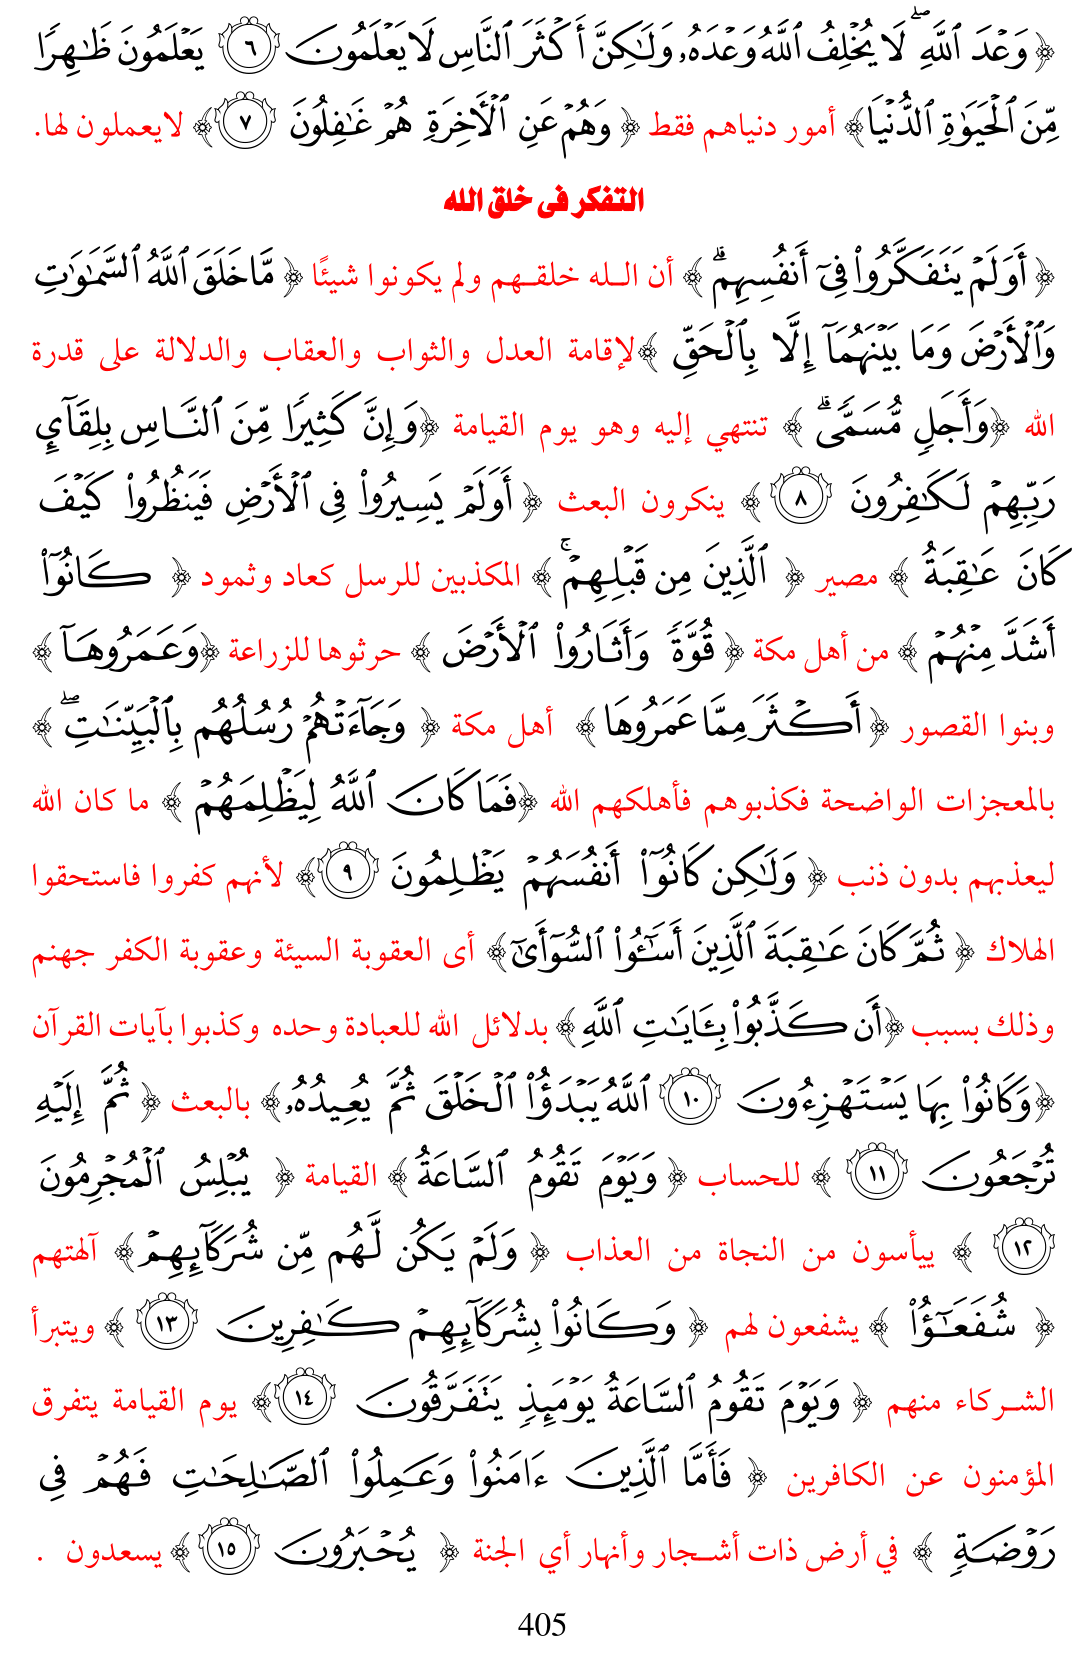 ﴿ وَعْدَ ٱللَّهِ ۖ لَا يُخْلِفُ ٱللَّهُ وَعْدَهُۥ وَلَـٰكِنَّ أَكْثَرَ ٱلنَّاسِ لَا يَعْلَمُونَ ٦ يَعْلَمُونَ ظَـٰهِرًا
مِّنَ ٱلْحَيَوٰةِ ٱلدُّنْيَا﴾ أمور دنياهم فقط ﴿ وَهُمْ عَنِ ٱلْـَٔاخِرَةِ هُمْ غَـٰفِلُونَ ٧ ﴾ لايعملون لها.
التفكر فى خلق الله
﴿ أَوَلَمْ يَتَفَكَّرُوا۟ فِىٓ أَنفُسِهِم ۗ ﴾ أن الـله خلقـهم ولم يكونوا شيئًا ﴿ مَّا خَلَقَ ٱللَّهُ ٱلسَّمَـٰوَٰتِ
وَٱلْأَرْضَ وَمَا بَيْنَهُمَآ إِلَّا بِٱلْحَقِّ ﴾لإقامة العدل والثواب والعقاب والدلالة على قدرة
الله ﴿وَأَجَلٍ مُّسَمًّى ۗ ﴾ تنتهي إليه وهو يوم القيامة ﴿وَإِنَّ كَثِيرًا مِّنَ ٱلنَّاسِ بِلِقَآئِ
رَبِّهِمْ لَكَـٰفِرُونَ ٨ ﴾ ينكرون البعث ﴿ أَوَلَمْ يَسِيرُوا۟ فِى ٱلْأَرْضِ فَيَنظُرُوا۟ كَيْفَ
كَانَ عَـٰقِبَةُ ﴾ مصير ﴿ ٱلَّذِينَ مِن قَبْلِهِمْ ۚ ﴾ المكذبين للرسل كعاد وثمود ﴿ كَانُوٓا۟
أَشَدَّ مِنْهُمْ ﴾ من أهل مكة ﴿ قُوَّةً وَأَثَارُوا۟ ٱلْأَرْضَ ﴾ حرثوها للزراعة ﴿وَعَمَرُوهَآ ﴾
وبنوا القصور ﴿ أَكْثَرَ مِمَّا عَمَرُوهَا ﴾ أهل مكة ﴿ وَجَآءَتْهُمْ رُسُلُهُم بِٱلْبَيِّنَـٰتِ ۖ ﴾
بالمعجزات الواضحة فكذبوهم فأهلكهم الله ﴿فَمَا كَانَ ٱللَّهُ لِيَظْلِمَهُمْ ﴾ ما كان الله
ليعذبهم بدون ذنب ﴿ وَلَـٰكِن كَانُوٓا۟ أَنفُسَهُمْ يَظْلِمُونَ ٩ ﴾ لأنهم كفروا فاستحقوا
الهلاك ﴿ ثُمَّ كَانَ عَـٰقِبَةَ ٱلَّذِينَ أَسَـٰٓـُٔوا۟ ٱلسُّوٓأَىٰٓ﴾ أى العقوبة السيئة وعقوبة الكفر جهنم
وذلك بسبب ﴿أَن كَذَّبُوا۟ بِـَٔايَـٰتِ ٱللَّهِ﴾ بدلائل الله للعبادة وحده وكذبوا بآيات القرآن
﴿وَكَانُوا۟ بِهَا يَسْتَهْزِءُونَ ١٠ ٱللَّهُ يَبْدَؤُا۟ ٱلْخَلْقَ ثُمَّ يُعِيدُهُۥ﴾ بالبعث ﴿ ثُمَّ إِلَيْهِ
تُرْجَعُونَ ١١ ﴾ للحساب ﴿ وَيَوْمَ تَقُومُ ٱلسَّاعَةُ﴾ القيامة ﴿ يُبْلِسُ ٱلْمُجْرِمُونَ
١٢ ﴾ ييأسون من النجاة من العذاب ﴿ وَلَمْ يَكُن لَّهُم مِّن شُرَكَآئِهِمْ﴾ آلهتهم
﴿ شُفَعَـٰٓؤُا۟ ﴾ يشفعون لهم ﴿ وَكَانُوا۟ بِشُرَكَآئِهِمْ كَـٰفِرِينَ ١٣ ﴾ ويتبرأ
الشـركاء منهم ﴿ وَيَوْمَ تَقُومُ ٱلسَّاعَةُ يَوْمَئِذٍ يَتَفَرَّقُونَ ١٤ ﴾ يوم القيامة يتفرق
المؤمنون عن الكافرين ﴿ فَأَمَّا ٱلَّذِينَ ءَامَنُوا۟ وَعَمِلُوا۟ ٱلصَّـٰلِحَـٰتِ فَهُمْ فِى
رَوْضَةٍ ﴾ في أرض ذات أشـجار وأنهار أي الجنة ﴿ يُحْبَرُونَ ١٥ ﴾ يسعدون .
405